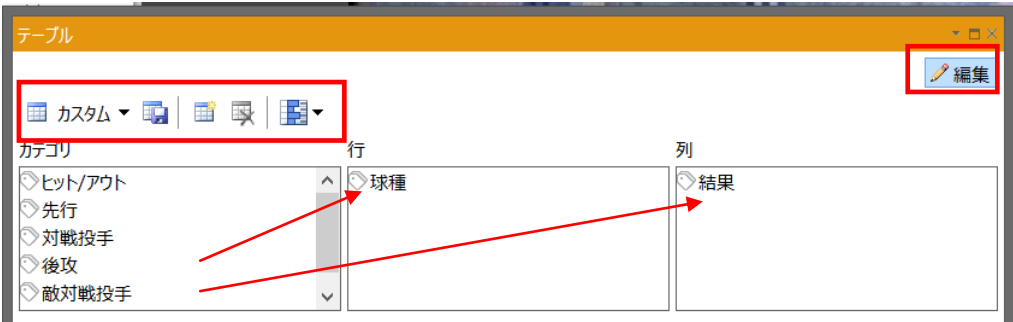 テーブル
編集
カスタム
カテゴリ 行 列
ヒット/アウト 球種 結果
先行
対戦投手
後攻
敵対戦投手